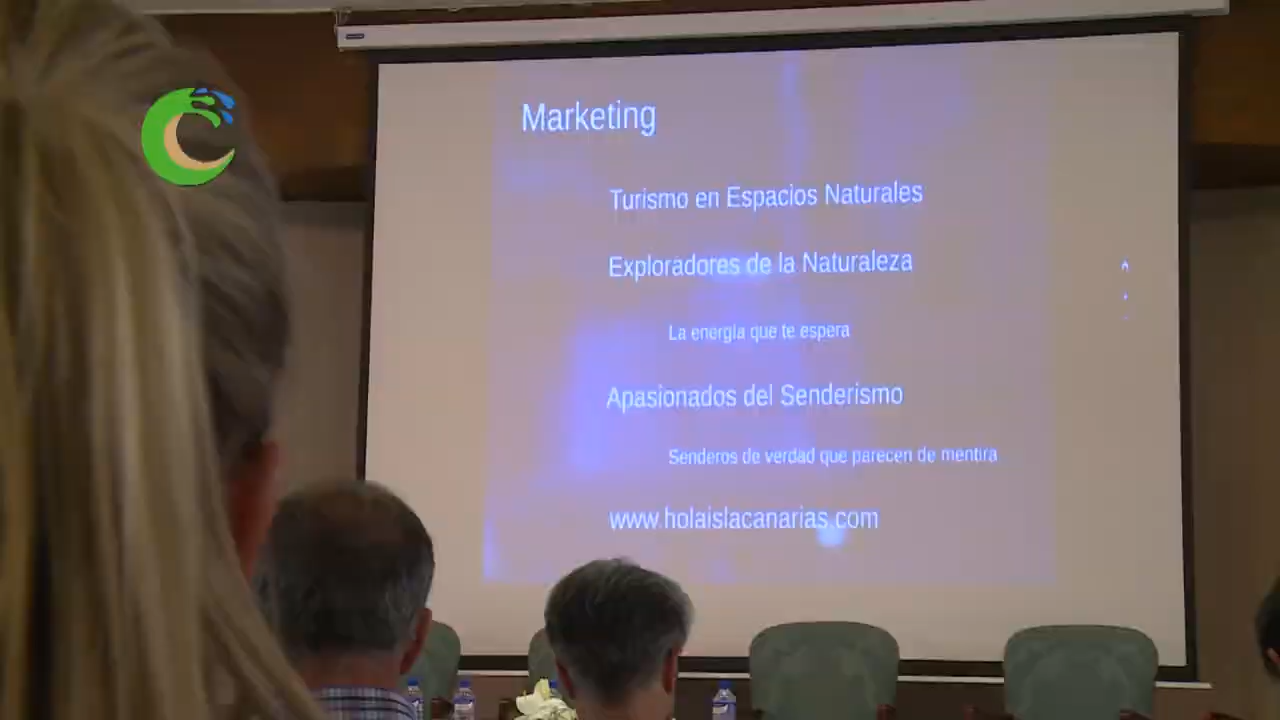 Marketing
Turismo en Espacios Naturales
Exploradores de la Naturaleza
La energía que te espera
Apasionados del Senderismo
Senderos de verdad que parecen de mentira
www.holaislacanarias.com